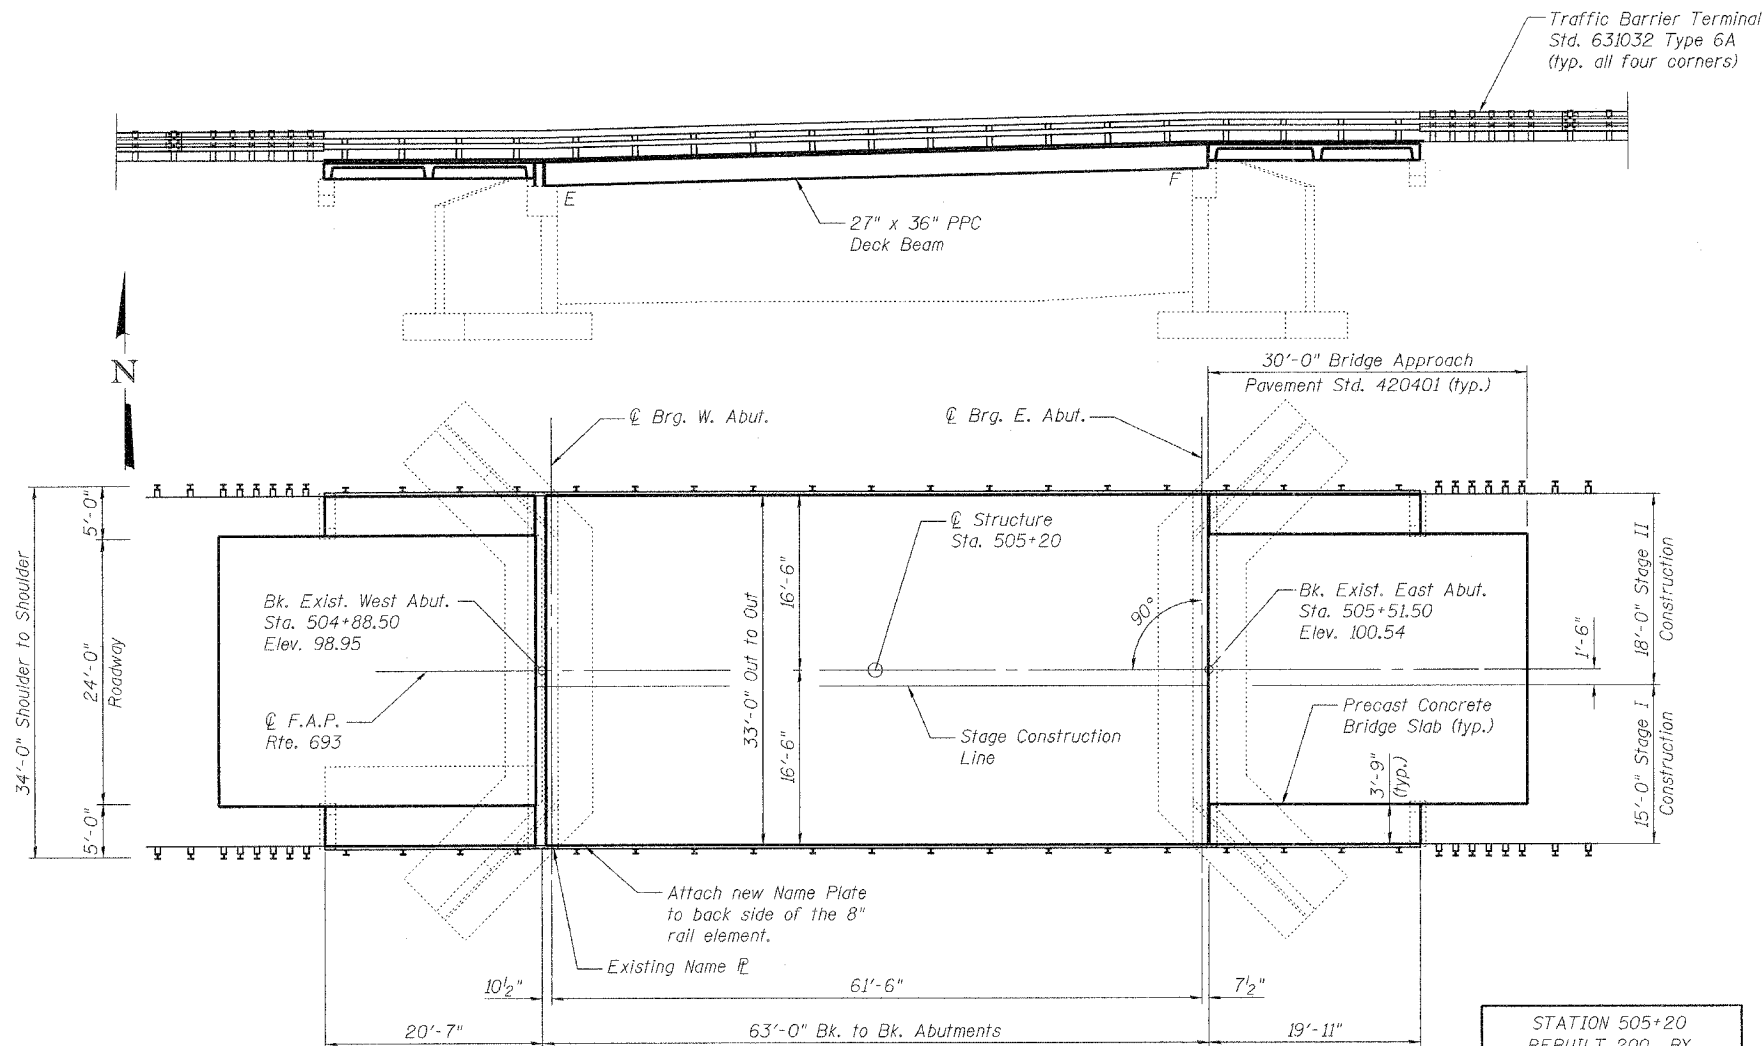 Traffic Barrier Terminal
Std. 631032 Type 6A
(typ. all four corners)
E
F
27" x 36" PPC
Deck Beam
N
30'-0" Bridge Approach
Pavement Std. 420401 (typ.)
℄ Brg. W. Abut.
℄ Brg. E. Abut.
34'-0" Shoulder to Shoulder
5'-0"
24'-0"
Roadway
5'-0"
Bk. Exist. West Abut.
Sta. 504+88.50
Elev. 98.95
℄ F.A.P.
Rte. 693
33'-0" Out to Out
16'-6"
16'-6"
℄ Structure
Sta. 505+20
90°
Stage Construction
Line
Bk. Exist. East Abut.
Sta. 505+51.50
Elev. 100.54
Precast Concrete
Bridge Slab (typ.)
3'-9"
(typ.)
1'-6"
18'-0" Stage II
Construction
15'-0" Stage I
Construction
Attach new Name Plate
to back side of the 8"
rail element.
Existing Name ⅊
10½"
61'-6"
7½"
20'-7"
63'-0" Bk. to Bk. Abutments
19'-11"
STATION 505+20
REBUILT 200_ BY